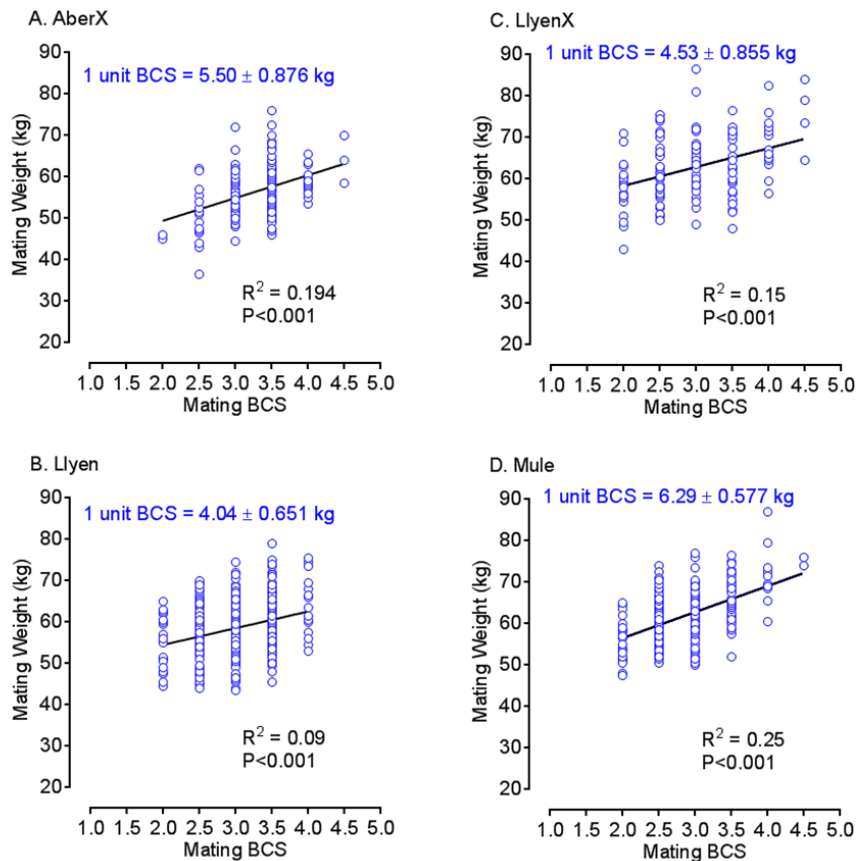 A. AberX
1 unit BCS = 5.50 ± 0.876 kg
90
80
70
60
50
40
30
20
Mating Weight (kg)
R² = 0.194
P<0.001
1.0 1.5 2.0 2.5 3.0 3.5 4.0 4.5 5.0
Mating BCS
C. LlyenX
1 unit BCS = 4.53 ± 0.855 kg
90
80
70
60
50
40
30
20
Mating Weight (kg)
R² = 0.15
P<0.001
1.0 1.5 2.0 2.5 3.0 3.5 4.0 4.5 5.0
Mating BCS
B. Llyen
1 unit BCS = 4.04 ± 0.651 kg
90
80
70
60
50
40
30
20
Mating Weight (kg)
R² = 0.09
P<0.001
1.0 1.5 2.0 2.5 3.0 3.5 4.0 4.5 5.0
Mating BCS
D. Mule
1 unit BCS = 6.29 ± 0.577 kg
90
80
70
60
50
40
30
20
Mating Weight (kg)
R² = 0.25
P<0.001
1.0 1.5 2.0 2.5 3.0 3.5 4.0 4.5 5.0
Mating BCS